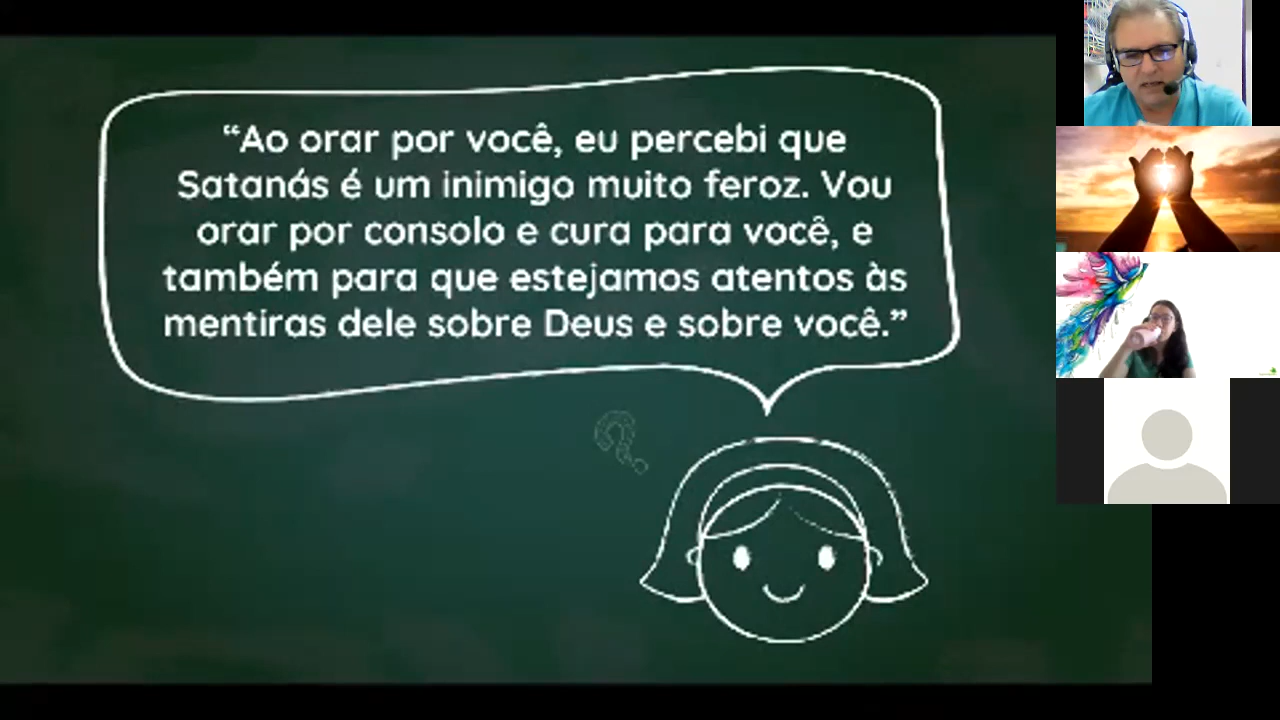 “Ao orar por você, eu percebi que
Satanás é um inimigo muito feroz. Vou
orar por consolo e cura para você, e
também para que estejamos atentos às
mentiras dele sobre Deus e sobre você.”